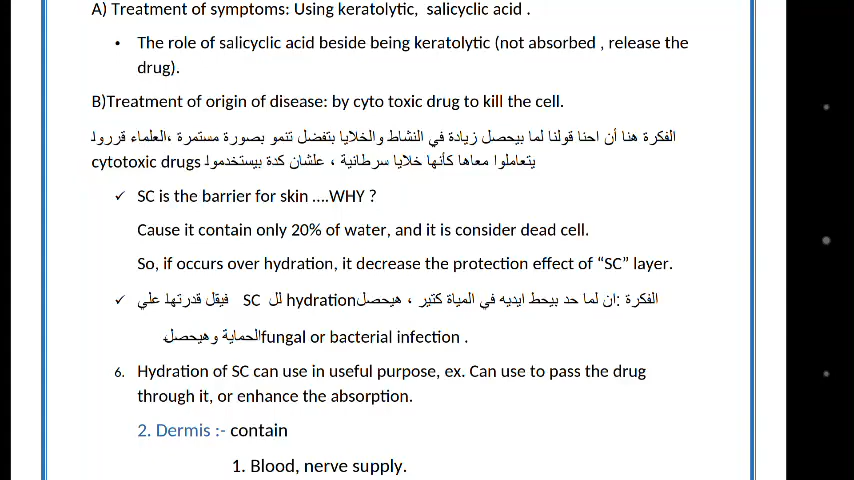 A) Treatment of symptoms: Using keratolytic, salicyclic acid .
• The role of salicyclic acid beside being keratolytic (not absorbed , release the
drug).
B)Treatment of origin of disease: by cyto toxic drug to kill the cell.
الفكرة هنا أن احنا قولنا لما بيحصل زيادة في النشاط والخلايا بتفضل تنمو بصورة مستمرة ،العلماء قررولـ
يتعاملوا معاها كأنها خلايا سرطانية ، علشان كدة بيستخدمولـ cytotoxic drugs
✓ SC is the barrier for skin ....WHY ?
Cause it contain only 20% of water, and it is consider dead cell.
So, if occurs over hydration, it decrease the protection effect of “SC” layer.
✓ الفكرة :ان لما حد بيحط ايديه في المياة كتير ، هيحصل hydration لل SC فيقل قدرتها علي
الحماية وهيحصل fungal or bacterial infection .
6. Hydration of SC can use in useful purpose, ex. Can use to pass the drug
through it, or enhance the absorption.
2. Dermis :- contain
1. Blood, nerve supply.